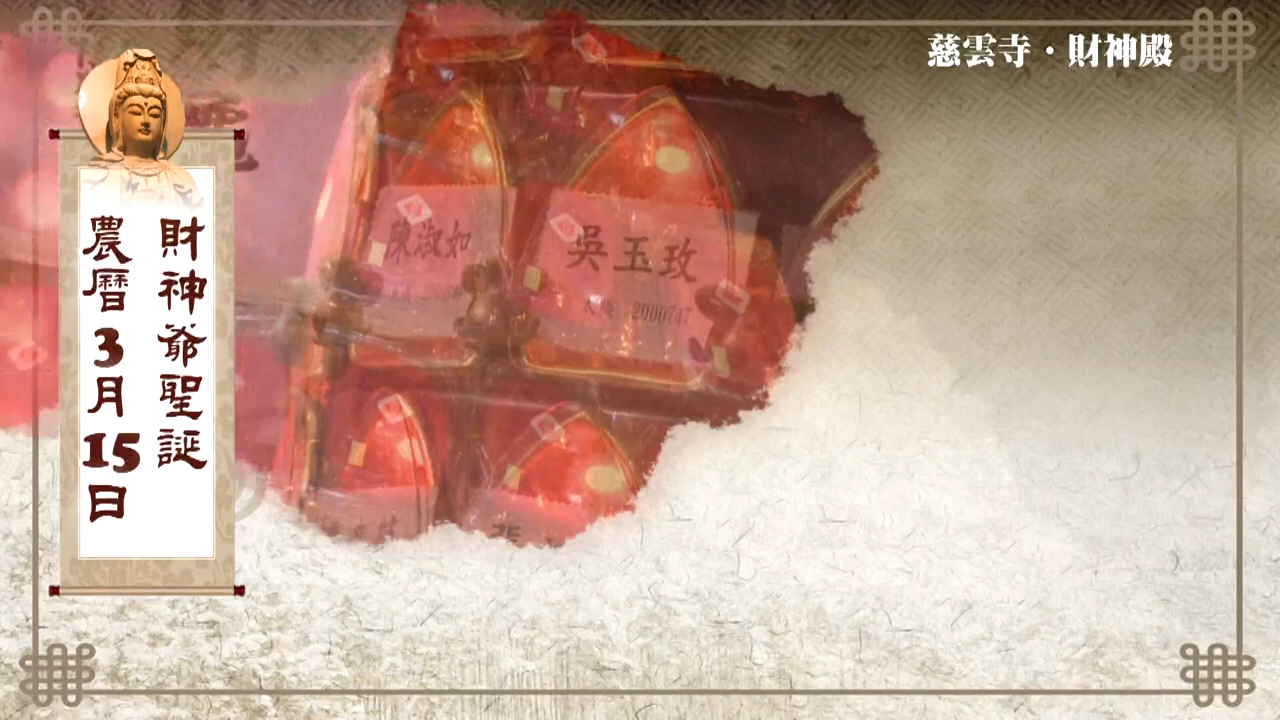 慈雲寺・財神殿
財神爺聖誕
農曆3月15日
陳淑如
吳玉玫
2000747